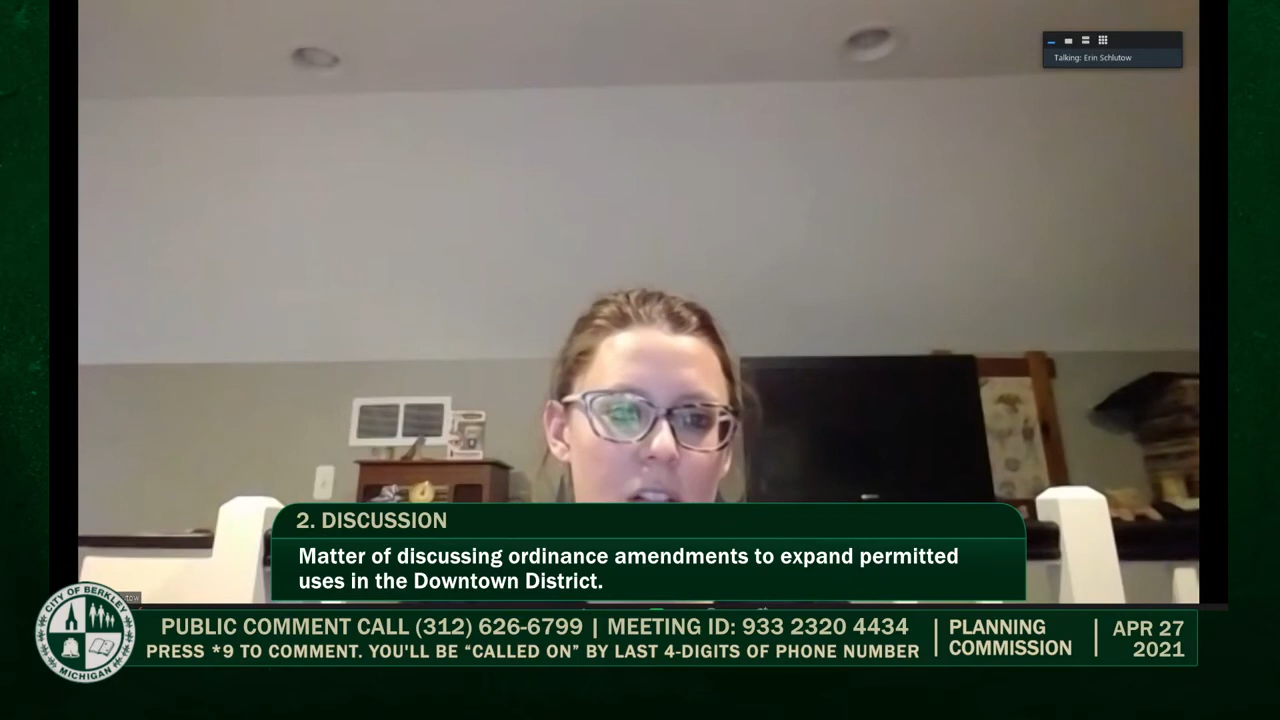 Talking: Erin Schlutow
2. DISCUSSION
Matter of discussing ordinance amendments to expand permitted
uses in the Downtown District.
CITY OF BERKLEY
MICHIGAN
PUBLIC COMMENT CALL (312) 626-6799 | MEETING ID: 933 2320 4434
PRESS *9 TO COMMENT. YOU'LL BE “CALLED ON” BY LAST 4-DIGITS OF PHONE NUMBER
PLANNING
COMMISSION
APR 27
2021